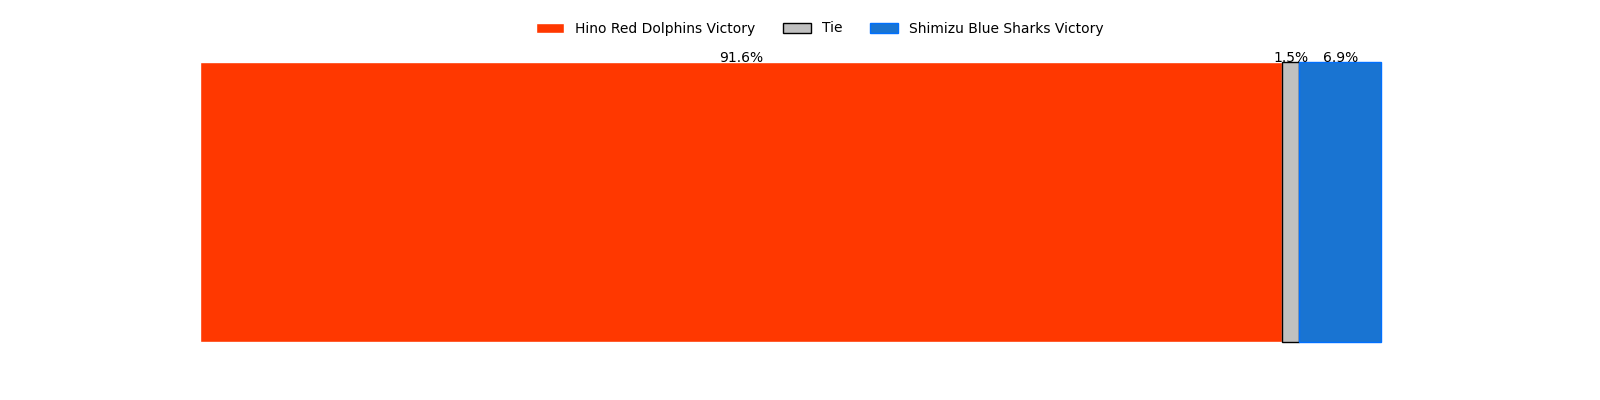 Hino Red Dolphins Victory Tie Shimizu Blue Sharks Victory
91.6% 1.5% 6.9%